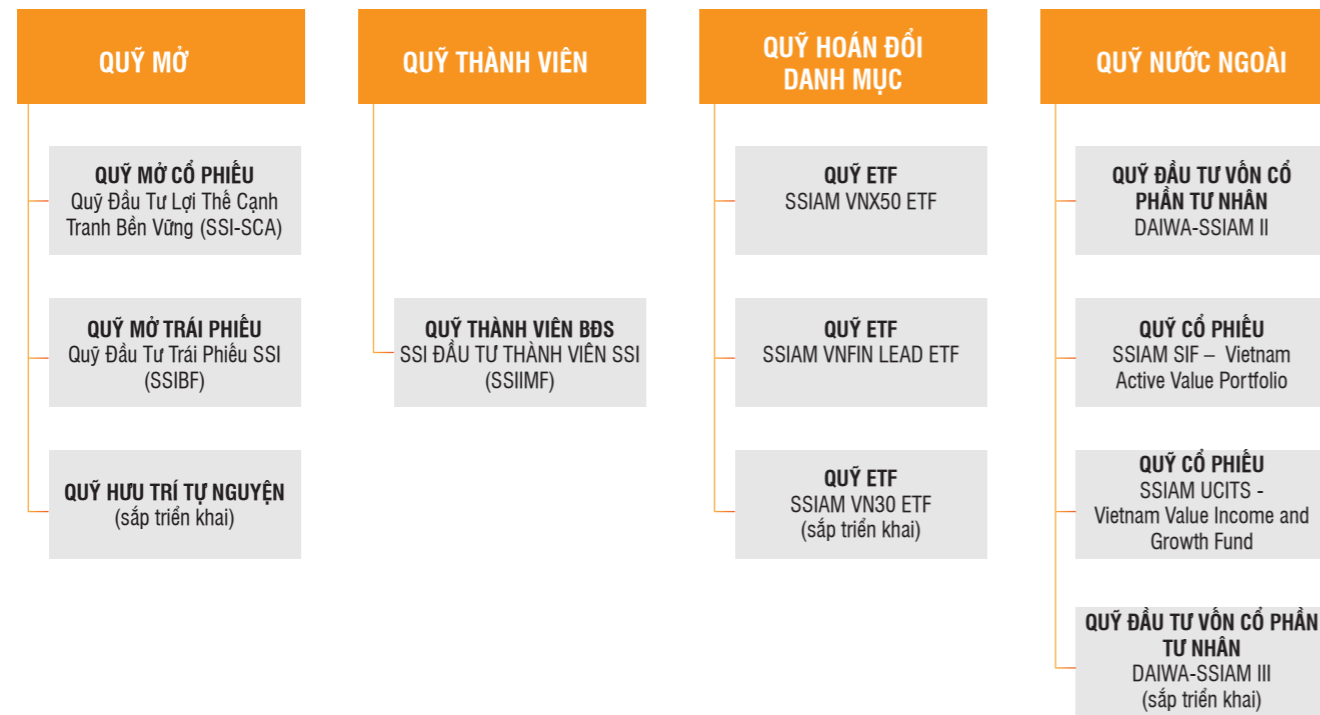 QUỸ MỞ
QUỸ MỞ CỔ PHIẾU
Quỹ Đầu Tư Lợi Thế Cạnh
Tranh Bền Vững (SSI-SCA)
QUỸ MỞ TRÁI PHIẾU
Quỹ Đầu Tư Trái Phiếu SSI
(SSIBF)
QUỸ HƯU TRÍ TỰ NGUYỆN
(sắp triển khai)
QUỸ THÀNH VIÊN
QUỸ THÀNH VIÊN BĐS
SSI ĐẦU TƯ THÀNH VIÊN SSI
(SSIIMF)
QUỸ HOÁN ĐỔI
DANH MỤC
QUỸ ETF
SSIAM VNX50 ETF
QUỸ ETF
SSIAM VNFIN LEAD ETF
QUỸ ETF
SSIAM VN30 ETF
(sắp triển khai)
QUỸ NƯỚC NGOÀI
QUỸ ĐẦU TƯ VỐN CỔ
PHẦN TƯ NHÂN
DAIWA-SSIAM II
QUỸ CỔ PHIẾU
SSIAM SIF – Vietnam
Active Value Portfolio
QUỸ CỔ PHIẾU
SSIAM UCITS -
Vietnam Value Income and
Growth Fund
QUỸ ĐẦU TƯ VỐN CỔ PHẦN
TƯ NHÂN
DAIWA-SSIAM III
(sắp triển khai)